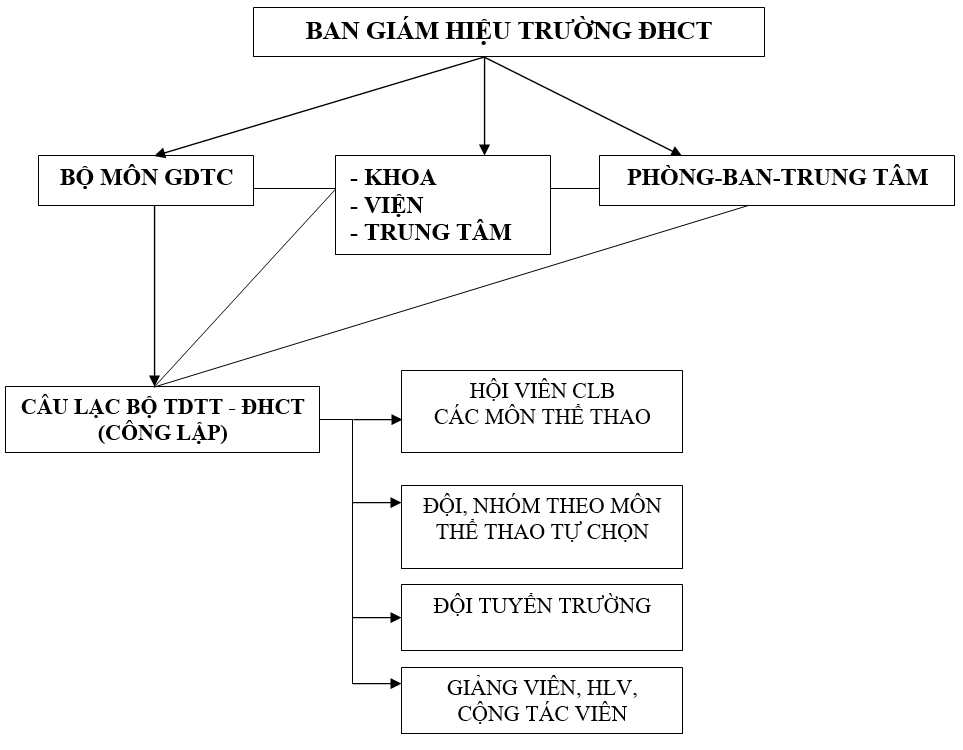 BAN GIÁM HIỆU TRƯỜNG ĐHCT
BỘ MÔN GDTC
- KHOA
- VIỆN
- TRUNG TÂM
PHÒNG-BAN-TRUNG TÂM
CÂU LẠC BỘ TDTT - ĐHCT
(CÔNG LẬP)
HỘI VIÊN CLB
CÁC MÔN THỂ THAO
ĐỘI, NHÓM THEO MÔN
THỂ THAO TỰ CHỌN
ĐỘI TUYỂN TRƯỜNG
GIẢNG VIÊN, HLV,
CỘNG TÁC VIÊN